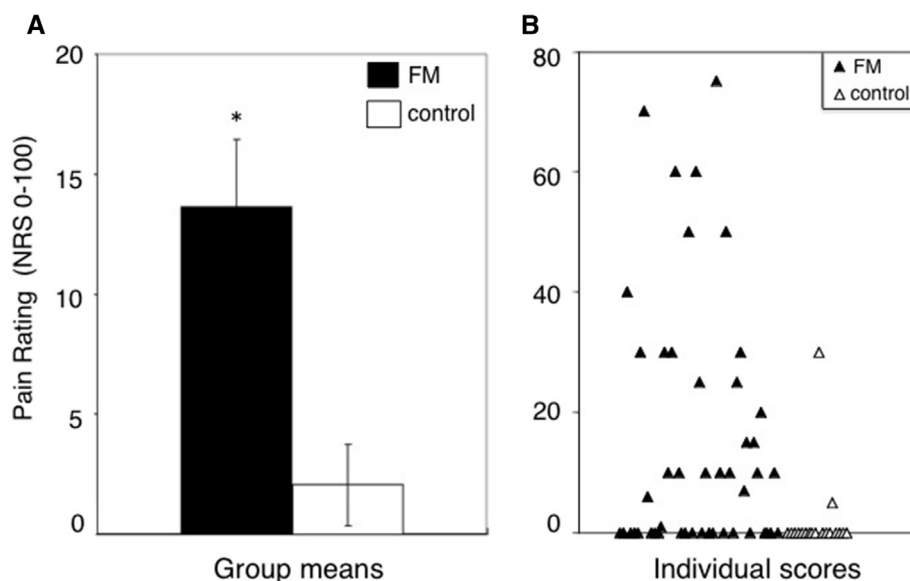 A
20
15
10
5
0
Pain Rating (NRS 0-100)
*
FM
control
Group means
B
80
60
40
20
0
FM
control
Individual scores